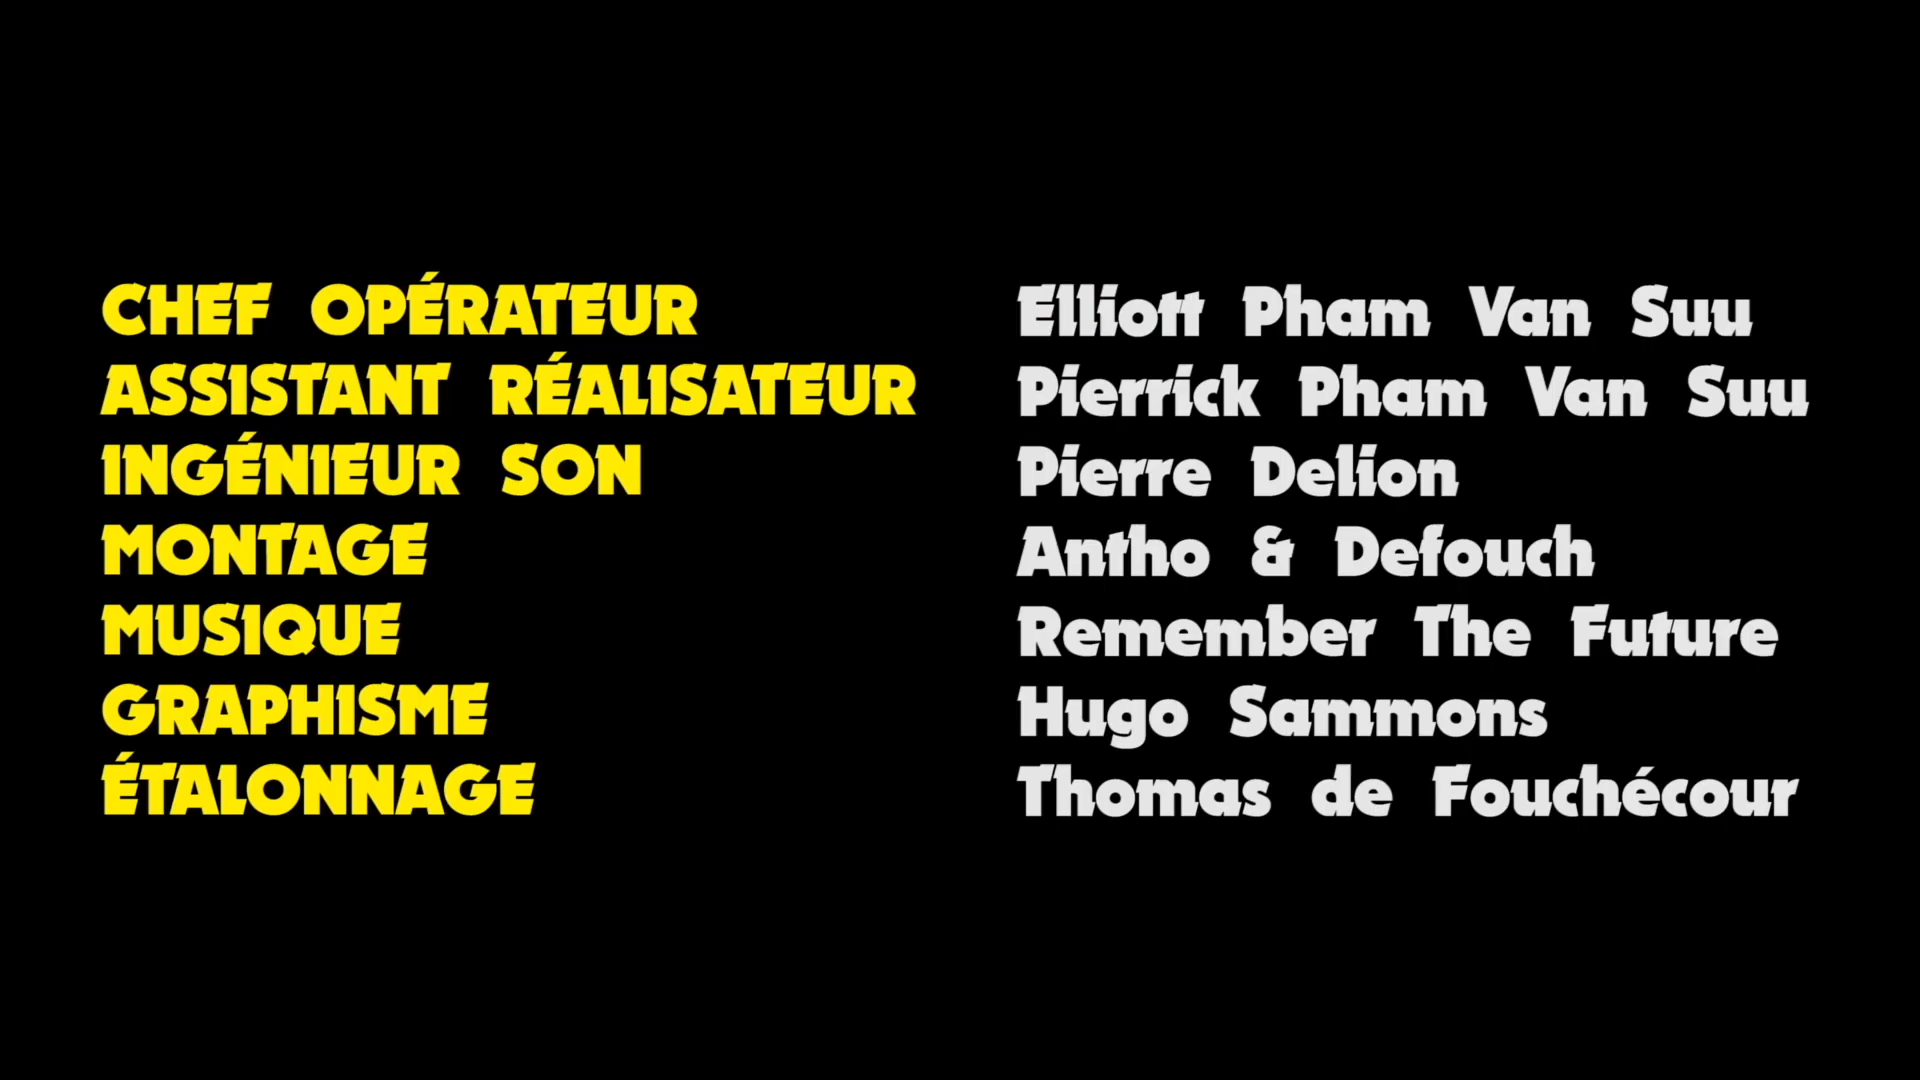 CHEF OPÉRATEUR Elliott Pham Van Suu
ASSISTANT RÉALISATEUR Pierrick Pham Van Suu
INGÉNIEUR SON Pierre Delion
MONTAGE Antho & Defouch
MUSIQUE Remember The Future
GRAPHISME Hugo Sammons
ÉTALONNAGE Thomas de Fouchécour